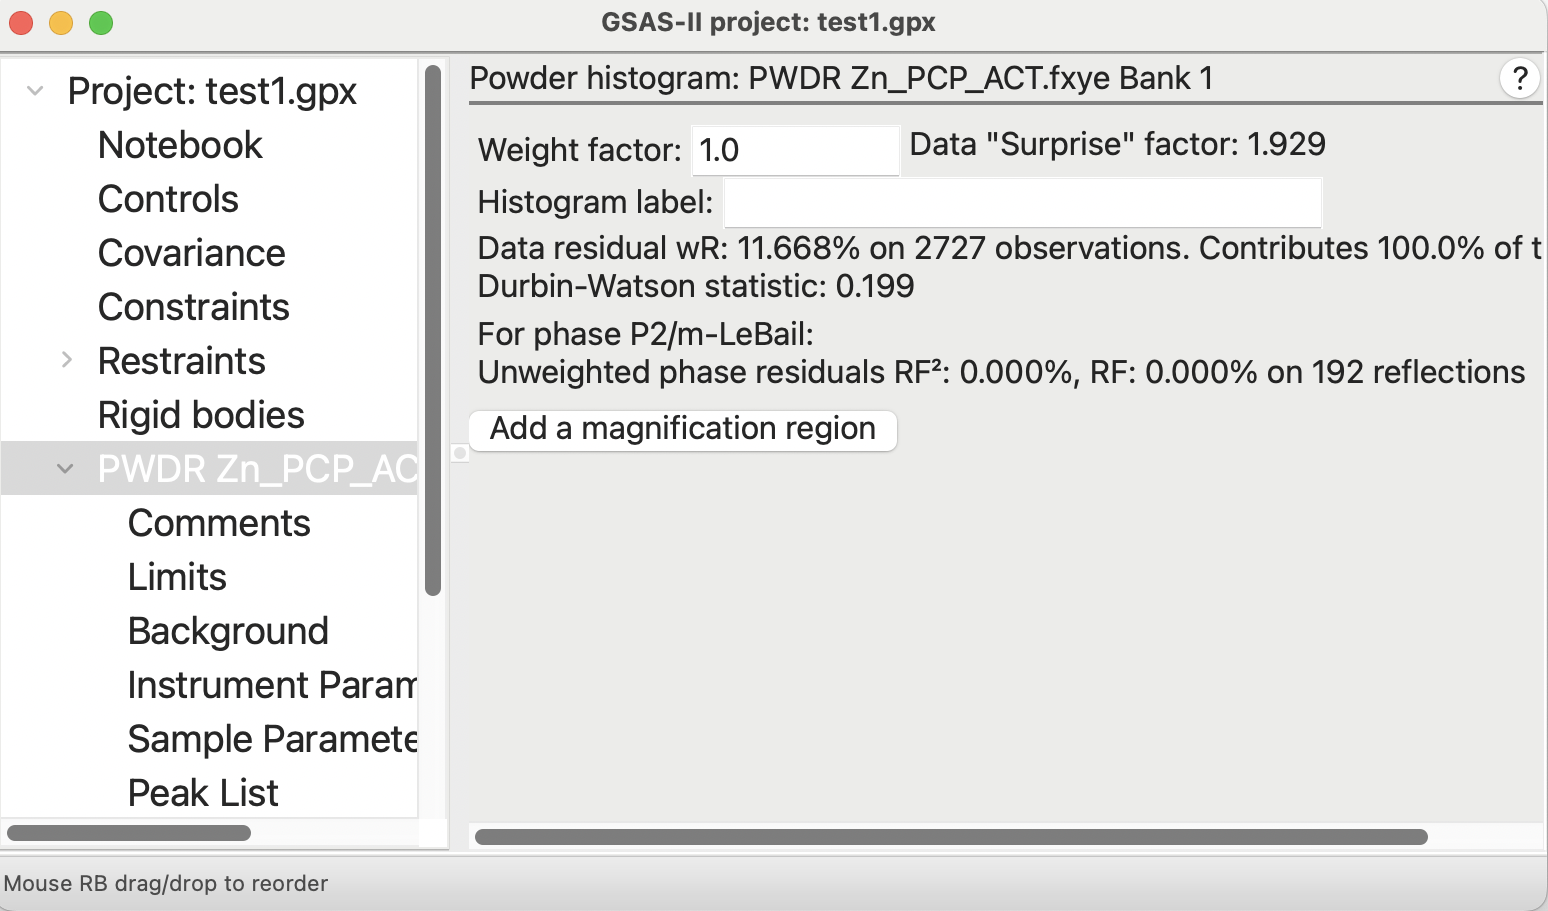 GSAS-II project: test1.gpx
Project: test1.gpx
Notebook
Controls
Covariance
Constraints
Restraints
Rigid bodies
PWDR Zn_PCP_AC
Comments
Limits
Background
Instrument Param
Sample Paramete
Peak List
Powder histogram: PWDR Zn_PCP_ACT.fxye Bank 1
?
Weight factor: 1.0 Data "Surprise" factor: 1.929
Histogram label:
Data residual wR: 11.668% on 2727 observations. Contributes 100.0% of t
Durbin-Watson statistic: 0.199
For phase P2/m-LeBail:
Unweighted phase residuals RF²: 0.000%, RF: 0.000% on 192 reflections
Add a magnification region
Mouse RB drag/drop to reorder